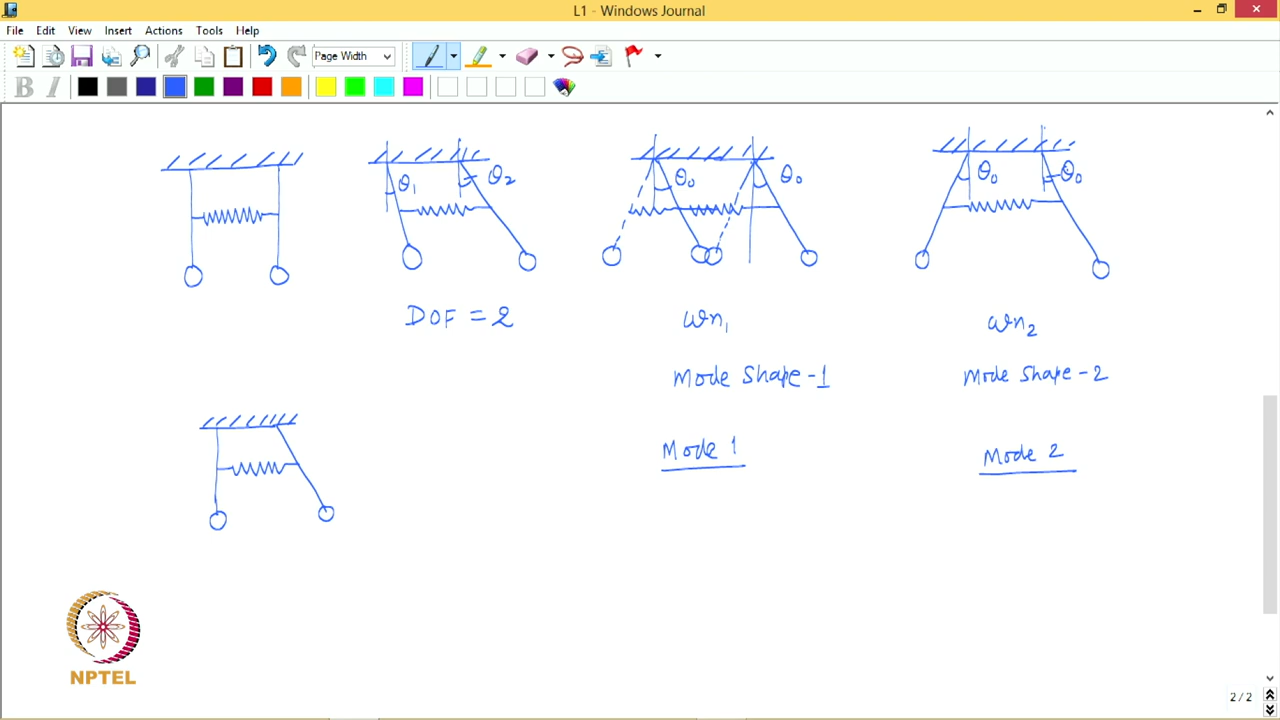 L1 - Windows Journal
File Edit View Insert Actions Tools Help
Page Width
B I
θ₁ θ₂ θ₀ θ₀ θ₀ θ₀
DOF = 2 ωn₁ ωn₂
Mode Shape-1 Mode Shape-2
Mode 1 Mode 2
NPTEL
2 / 2